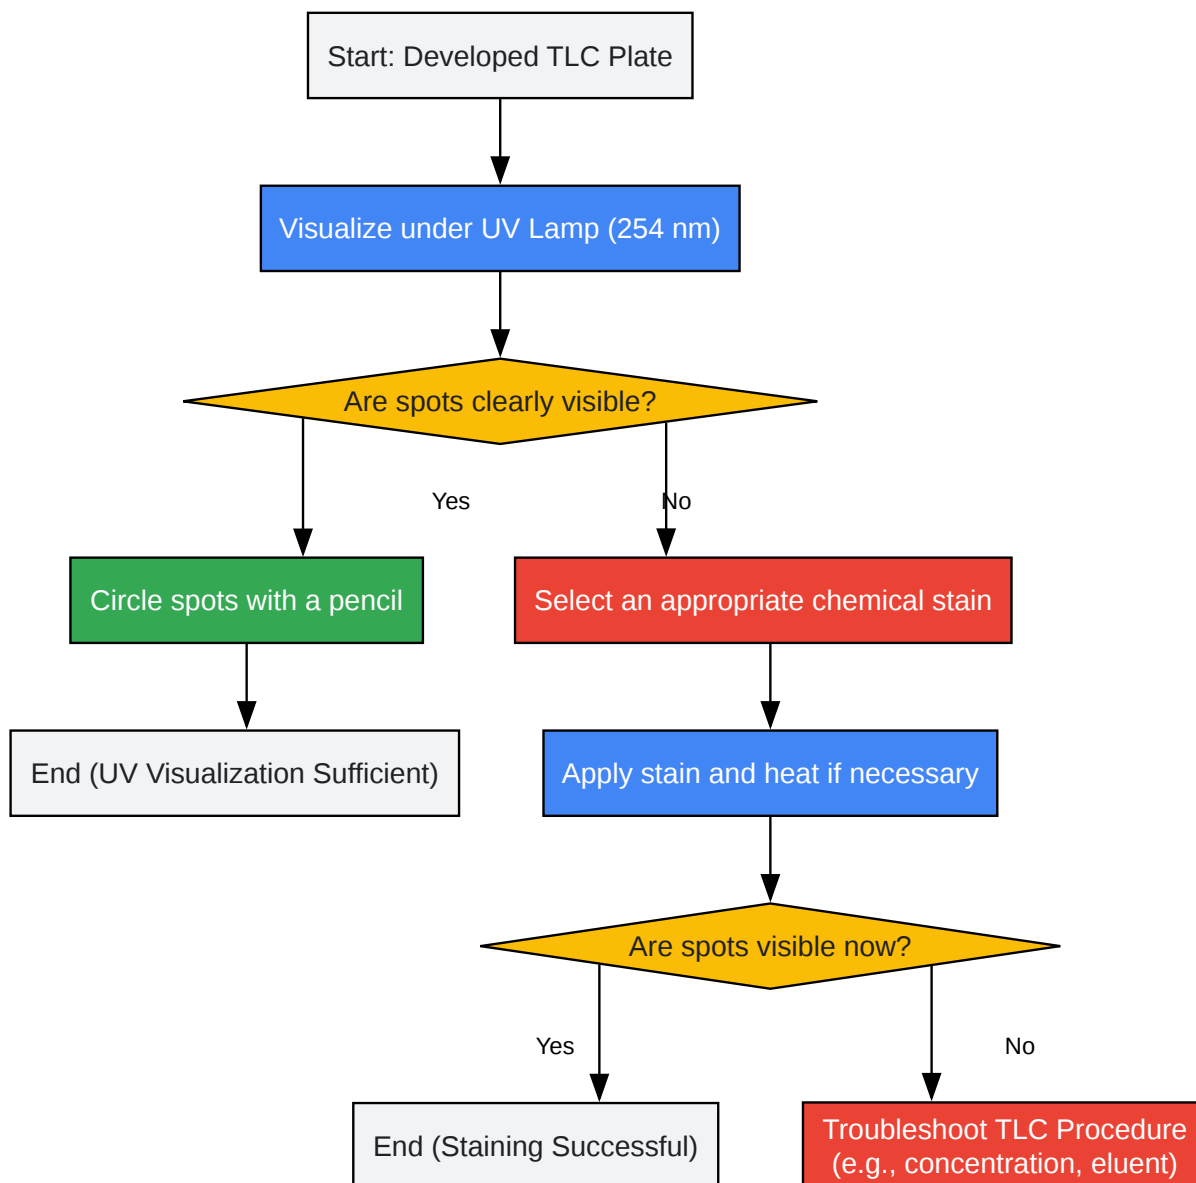 Start: Developed TLC Plate
Visualize under UV Lamp (254 nm)
Are spots clearly visible?
Yes
No
Circle spots with a pencil
Select an appropriate chemical stain
End (UV Visualization Sufficient)
Apply stain and heat if necessary
Are spots visible now?
Yes
No
End (Staining Successful)
Troubleshoot TLC Procedure
(e.g., concentration, eluent)